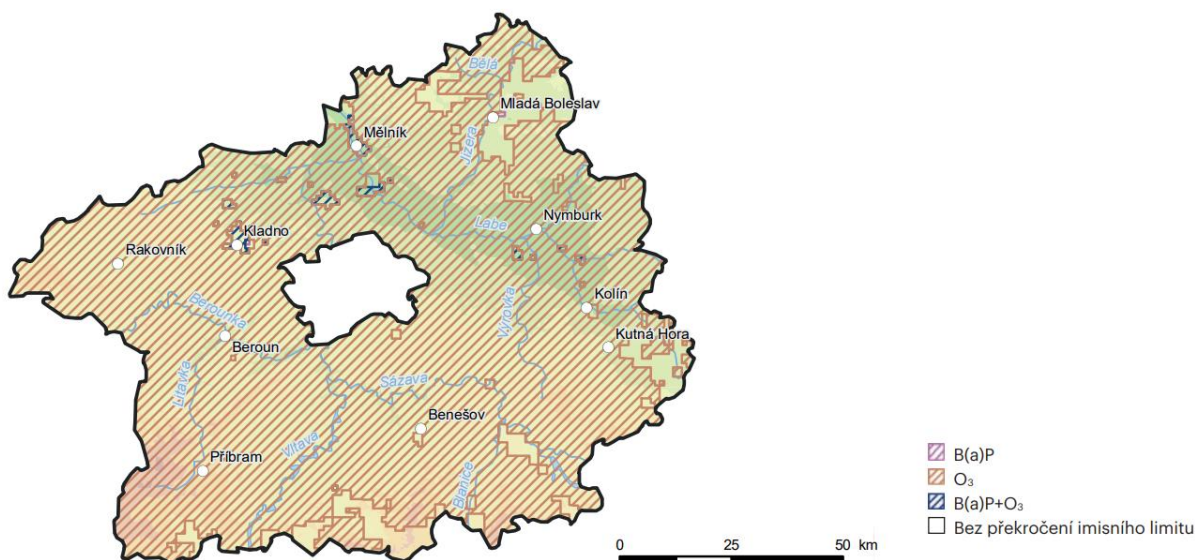 Bělá
Mladá Boleslav
Mělník
Jizera
Labe
Nymburk
Kladno
Rakovník
Kolín
Berounka
Výrovka
Kutná Hora
Beroun
Litavka
Sázava
Benešov
Vltava
Blanice
Příbram
B(a)P
O₃
B(a)P+O₃
Bez překročení imisního limitu
0 25 50 km